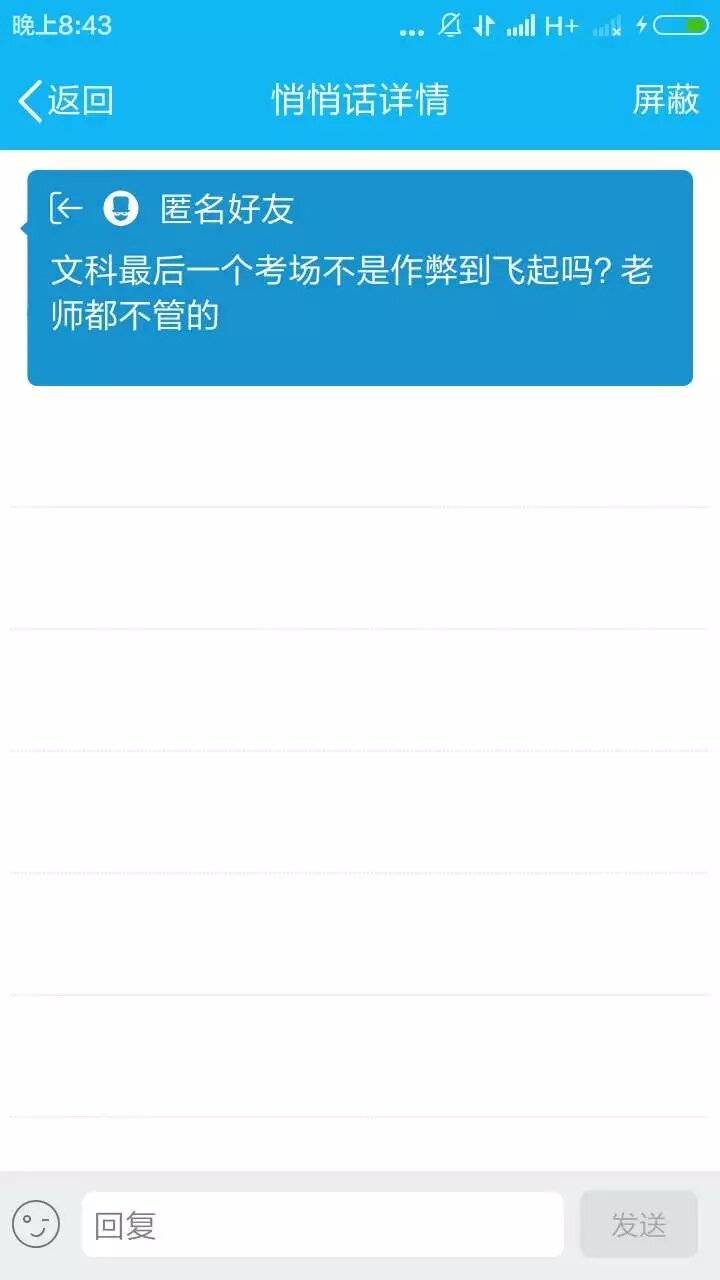 晚上8:43
H+
返回
悄悄话详情
屏蔽
匿名好友
文科最后一个考场不是作弊到飞起吗? 老
师都不管的
回复
发送